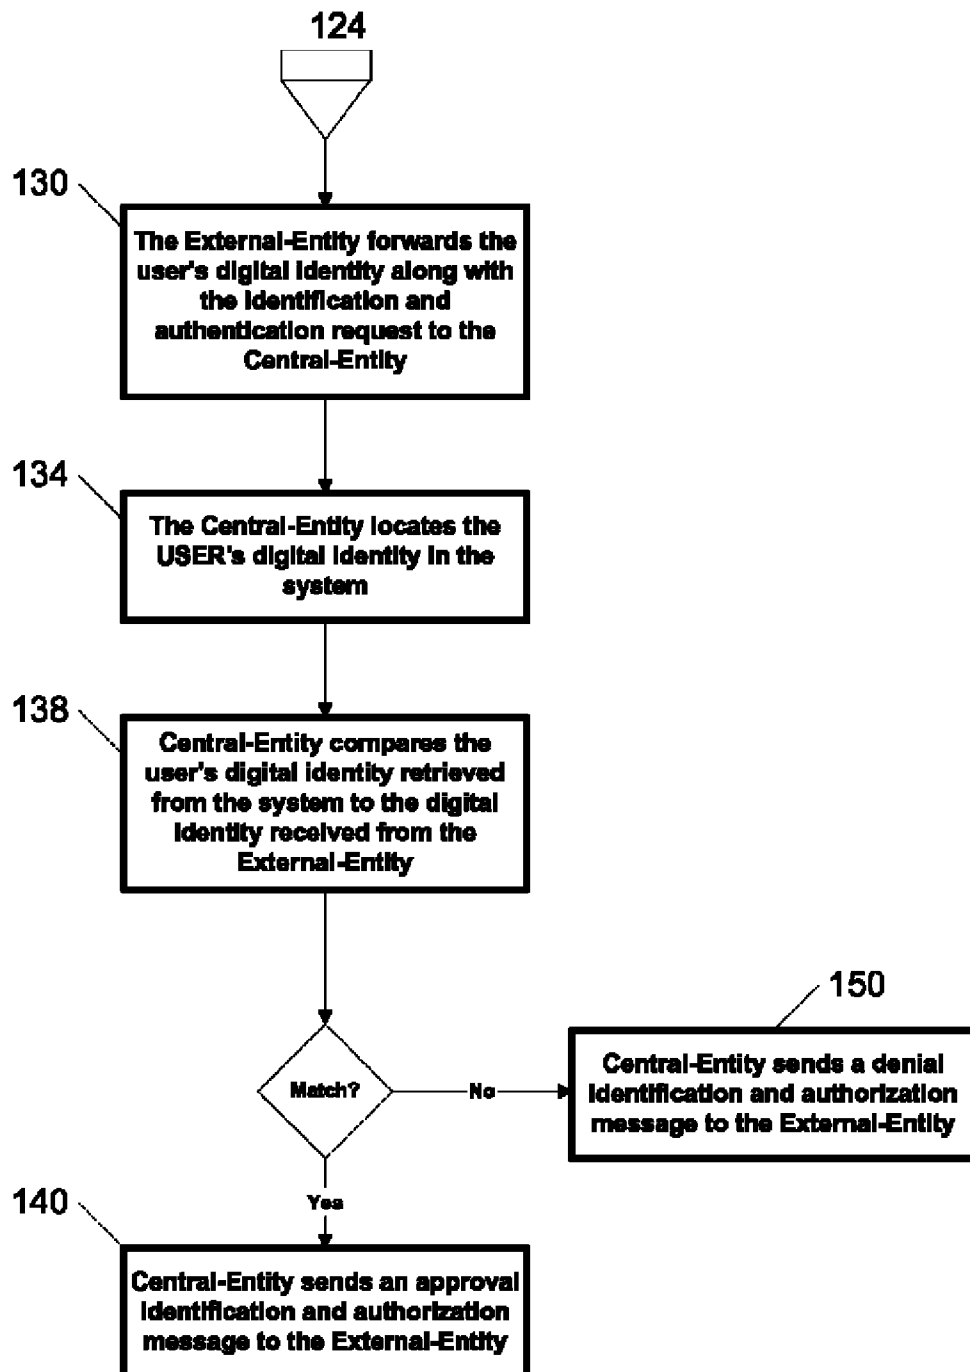 124
130
The External-Entity forwards the
user's digital identity along with
the identification and
authentication request to the
Central-Entity
134
The Central-Entity locates the
USER's digital identity in the
system
138
Central-Entity compares the
user's digital identity retrieved
from the system to the digital
identity received from the
External-Entity
150
Central-Entity sends a denial
identification and authorization
message to the External-Entity
Match?
No
Yes
140
Central-Entity sends an approval
identification and authorization
message to the External-Entity